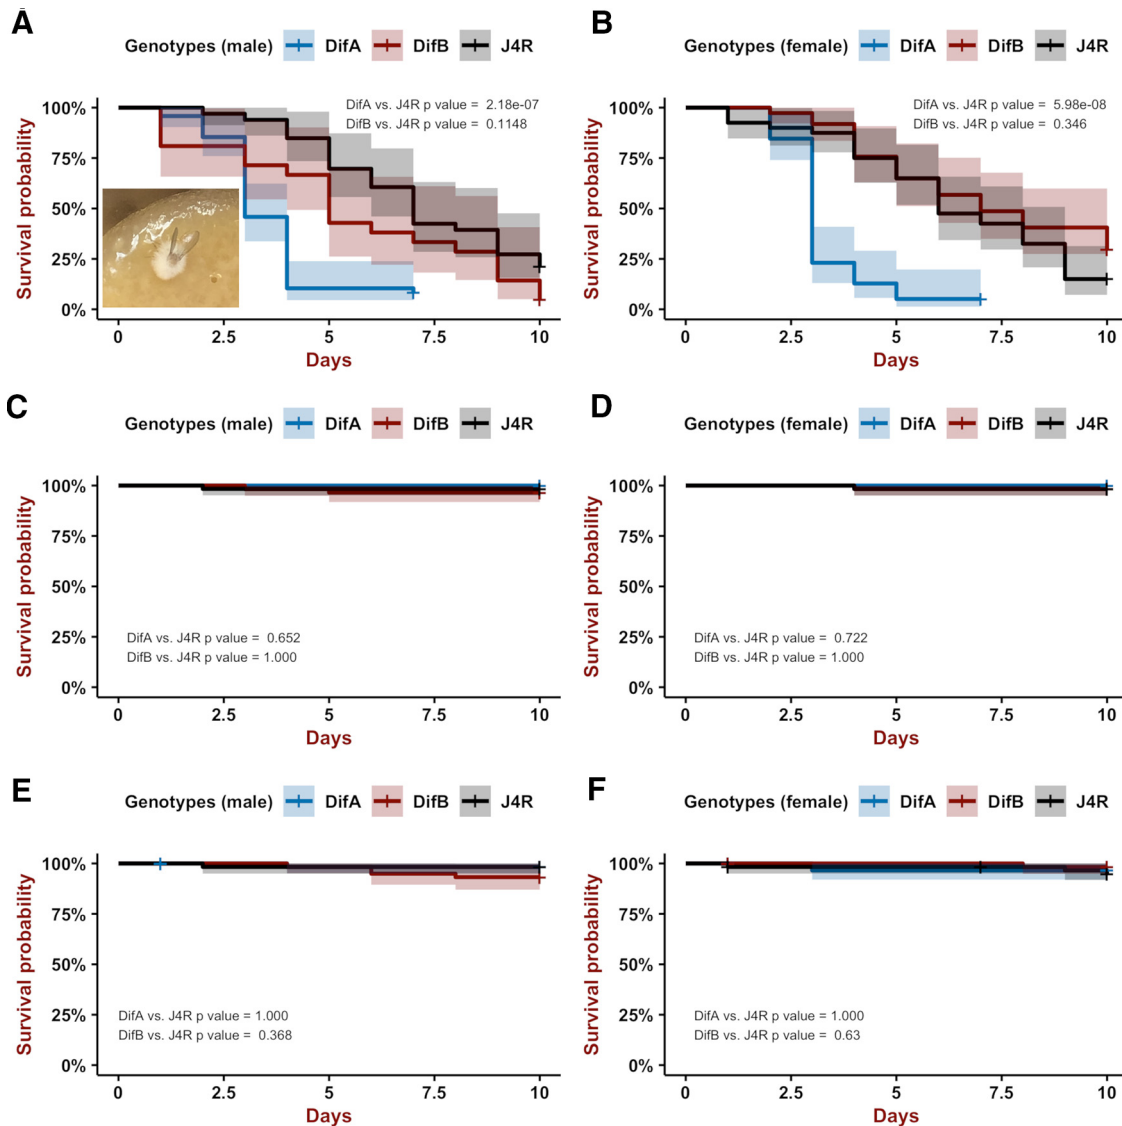 A
Genotypes (male) DifA DifB J4R
DifA vs. J4R p value = 2.18e-07
DifB vs. J4R p value = 0.1148
Survival probability
100%
75%
50%
25%
0%
0 2.5 5 7.5 10
Days
B
Genotypes (female) DifA DifB J4R
DifA vs. J4R p value = 5.98e-08
DifB vs. J4R p value = 0.346
Survival probability
100%
75%
50%
25%
0%
0 2.5 5 7.5 10
Days
C
Genotypes (male) DifA DifB J4R
Survival probability
100%
75%
50%
25%
0%
DifA vs. J4R p value = 0.652
DifB vs. J4R p value = 1.000
0 2.5 5 7.5 10
Days
D
Genotypes (female) DifA DifB J4R
Survival probability
100%
75%
50%
25%
0%
DifA vs. J4R p value = 0.722
DifB vs. J4R p value = 1.000
0 2.5 5 7.5 10
Days
E
Genotypes (male) DifA DifB J4R
Survival probability
100%
75%
50%
25%
0%
DifA vs. J4R p value = 1.000
DifB vs. J4R p value = 0.368
0 2.5 5 7.5 10
Days
F
Genotypes (female) DifA DifB J4R
Survival probability
100%
75%
50%
25%
0%
DifA vs. J4R p value = 1.000
DifB vs. J4R p value = 0.63
0 2.5 5 7.5 10
Days